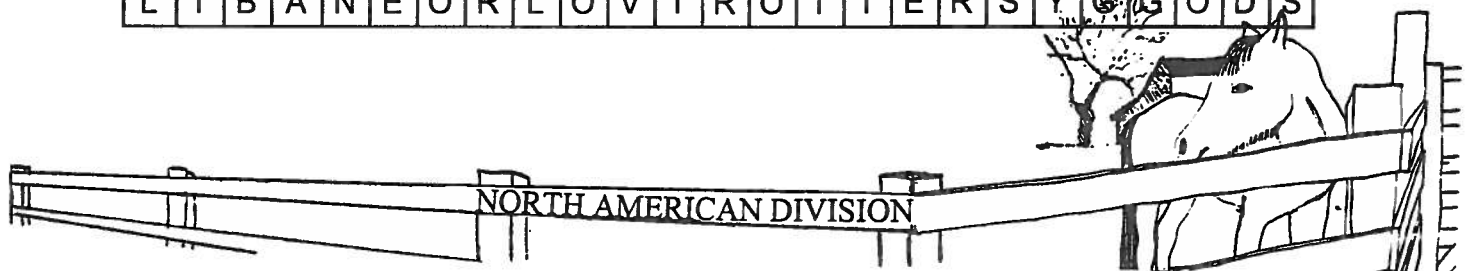 L I B A N E O R L O V T R O T T E R S Y G O D S
NORTH AMERICAN DIVISION